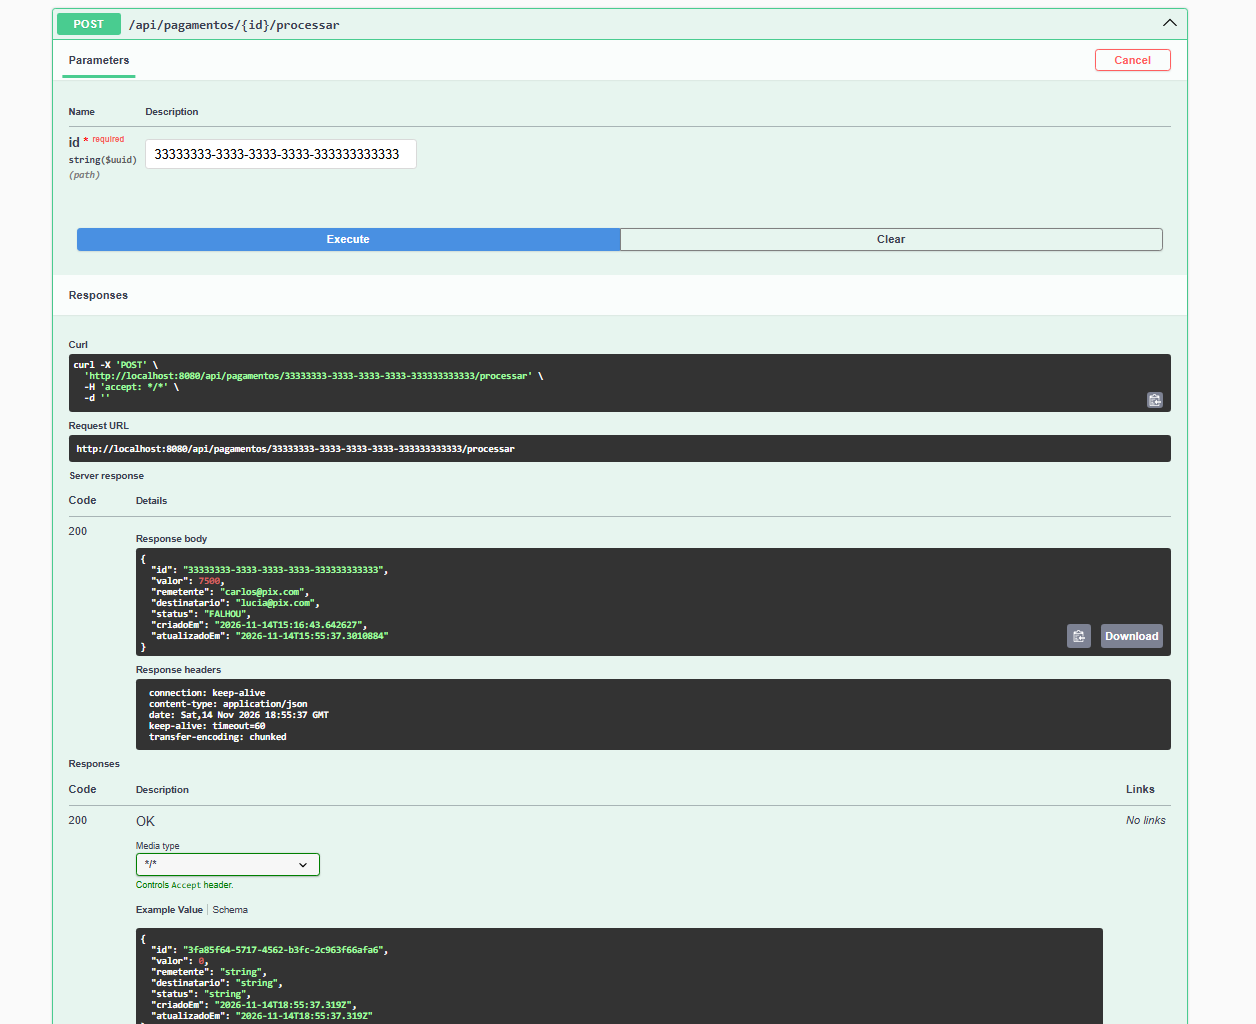 POST /api/pagamentos/{id}/processar
Parameters
Cancel
Name Description
id * required
string($uuid)
(path)
33333333-3333-3333-3333-333333333333
Execute Clear
Responses
Curl
curl -X 'POST' \
'http://localhost:8080/api/pagamentos/33333333-3333-3333-3333-333333333333/processar' \
-H 'accept: */*' \
-d ''
Request URL
http://localhost:8080/api/pagamentos/33333333-3333-3333-3333-333333333333/processar
Server response
Code Details
200
Response body
{
"id": "33333333-3333-3333-3333-333333333333",
"valor": 7500,
"remetente": "carlos@pix.com",
"destinatario": "lucia@pix.com",
"status": "FALHOU",
"criadoEm": "2026-11-14T15:16:43.642627",
"atualizadoEm": "2026-11-14T15:55:37.3010884"
}
Download
Response headers
connection: keep-alive
content-type: application/json
date: Sat,14 Nov 2026 18:55:37 GMT
keep-alive: timeout=60
transfer-encoding: chunked
Responses
Code Description Links
200 OK No links
Media type
*/*
Controls Accept header.
Example Value Schema
{
"id": "3fa85f64-5717-4562-b3fc-2c963f66afa6",
"valor": 0,
"remetente": "string",
"destinatario": "string",
"status": "string",
"criadoEm": "2026-11-14T18:55:37.319Z",
"atualizadoEm": "2026-11-14T18:55:37.319Z"